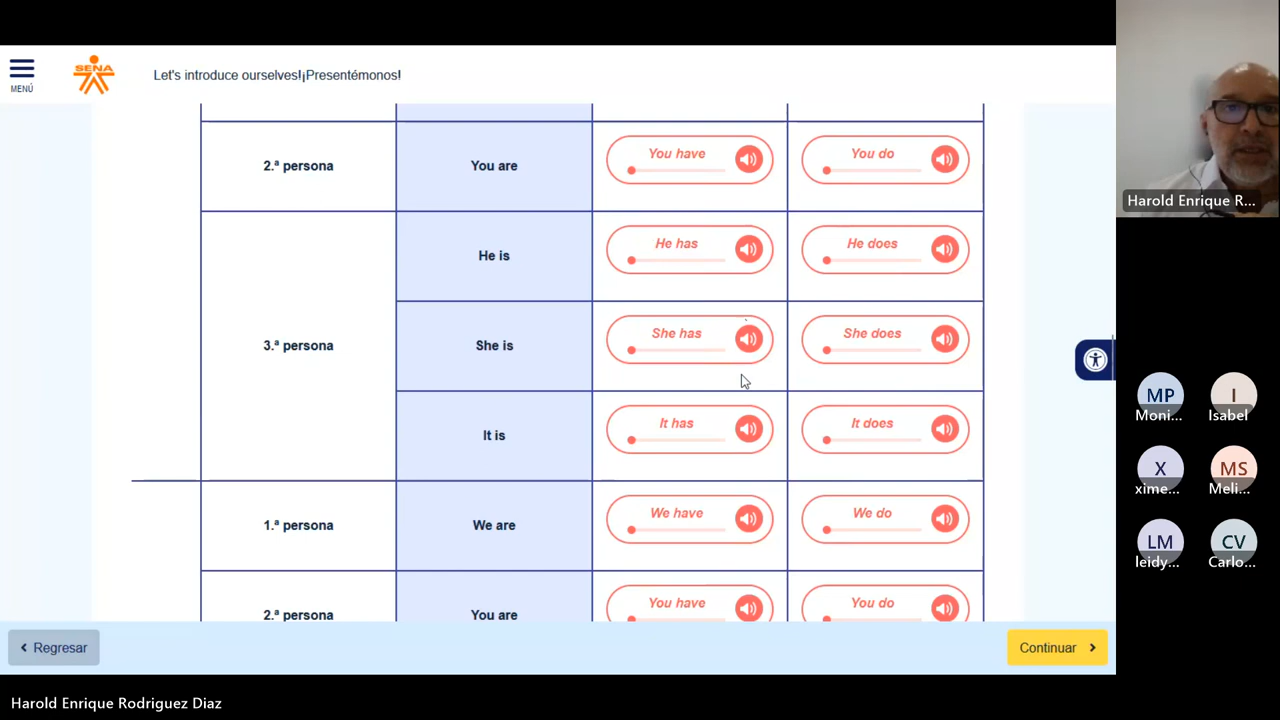 MENÚ
SENA
Let's introduce ourselves!¡Presentémonos!
2.ª persona
You are
You have
You do
3.ª persona
He is
He has
He does
She is
She has
She does
It is
It has
It does
1.ª persona
We are
We have
We do
2.ª persona
You are
You have
You do
Regresar
Continuar
Harold Enrique R...
MP
Moni...
I
Isabel
X
xime...
MS
Meli...
LM
leidy...
CV
Carlo...
Harold Enrique Rodriguez Diaz